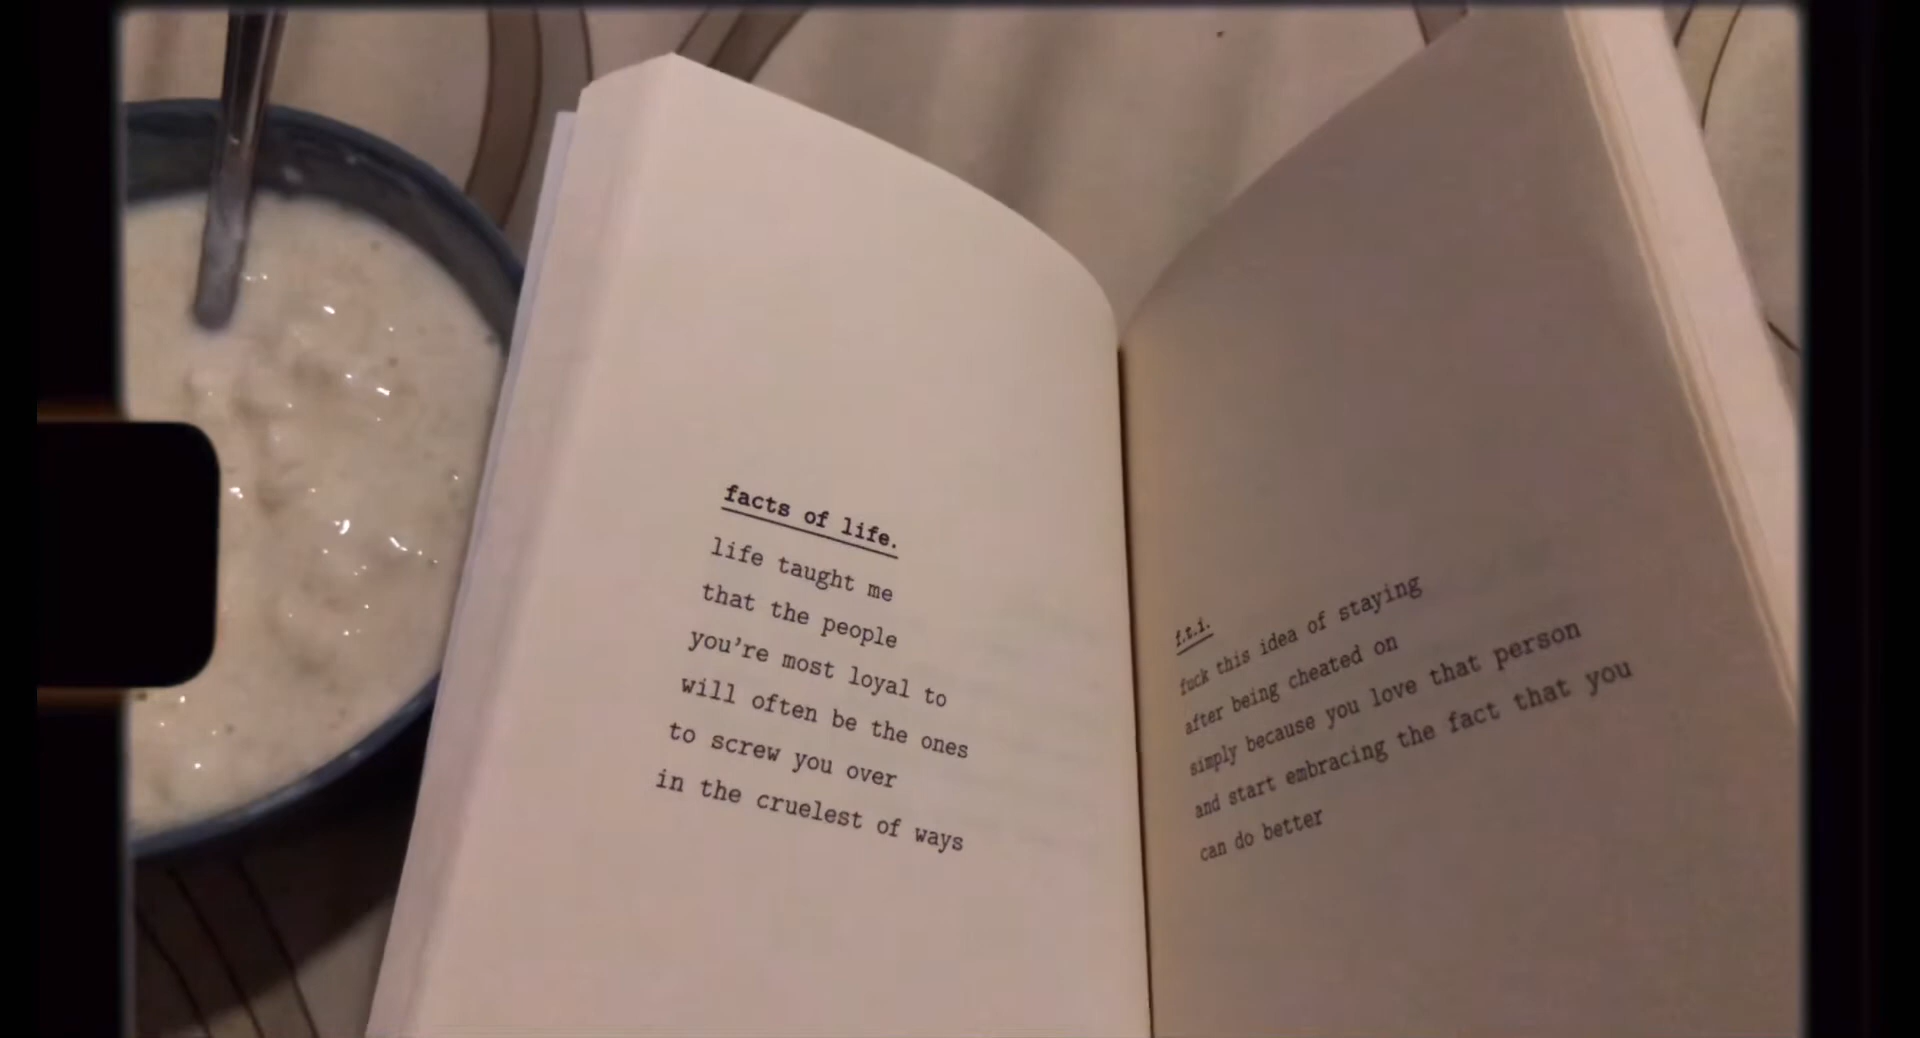 facts of life.
life taught me
that the people
you're most loyal to
will often be the ones
to screw you over
in the cruelest of ways
f.t.i.
fuck this idea of staying
after being cheated on
simply because you love that person
and start embracing the fact that you
can do better